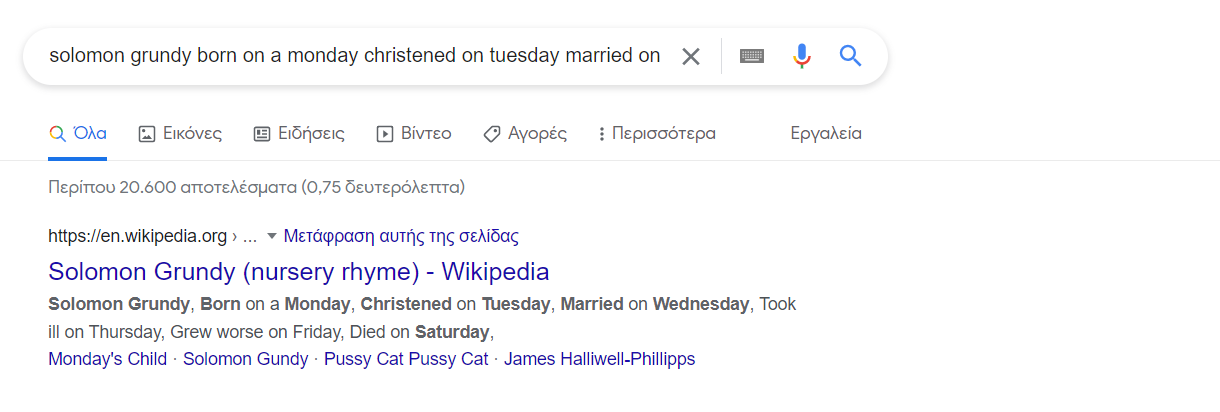 solomon grundy born on a monday christened on tuesday married on
Όλα Εικόνες Ειδήσεις Βίντεο Αγορές Περισσότερα Εργαλεία
Περίπου 20.600 αποτελέσματα (0,75 δευτερόλεπτα)
https://en.wikipedia.org › ... Μετάφραση αυτής της σελίδας
Solomon Grundy (nursery rhyme) - Wikipedia
Solomon Grundy, Born on a Monday, Christened on Tuesday, Married on Wednesday, Took
ill on Thursday, Grew worse on Friday, Died on Saturday,
Monday's Child · Solomon Gundy · Pussy Cat Pussy Cat · James Halliwell-Phillipps